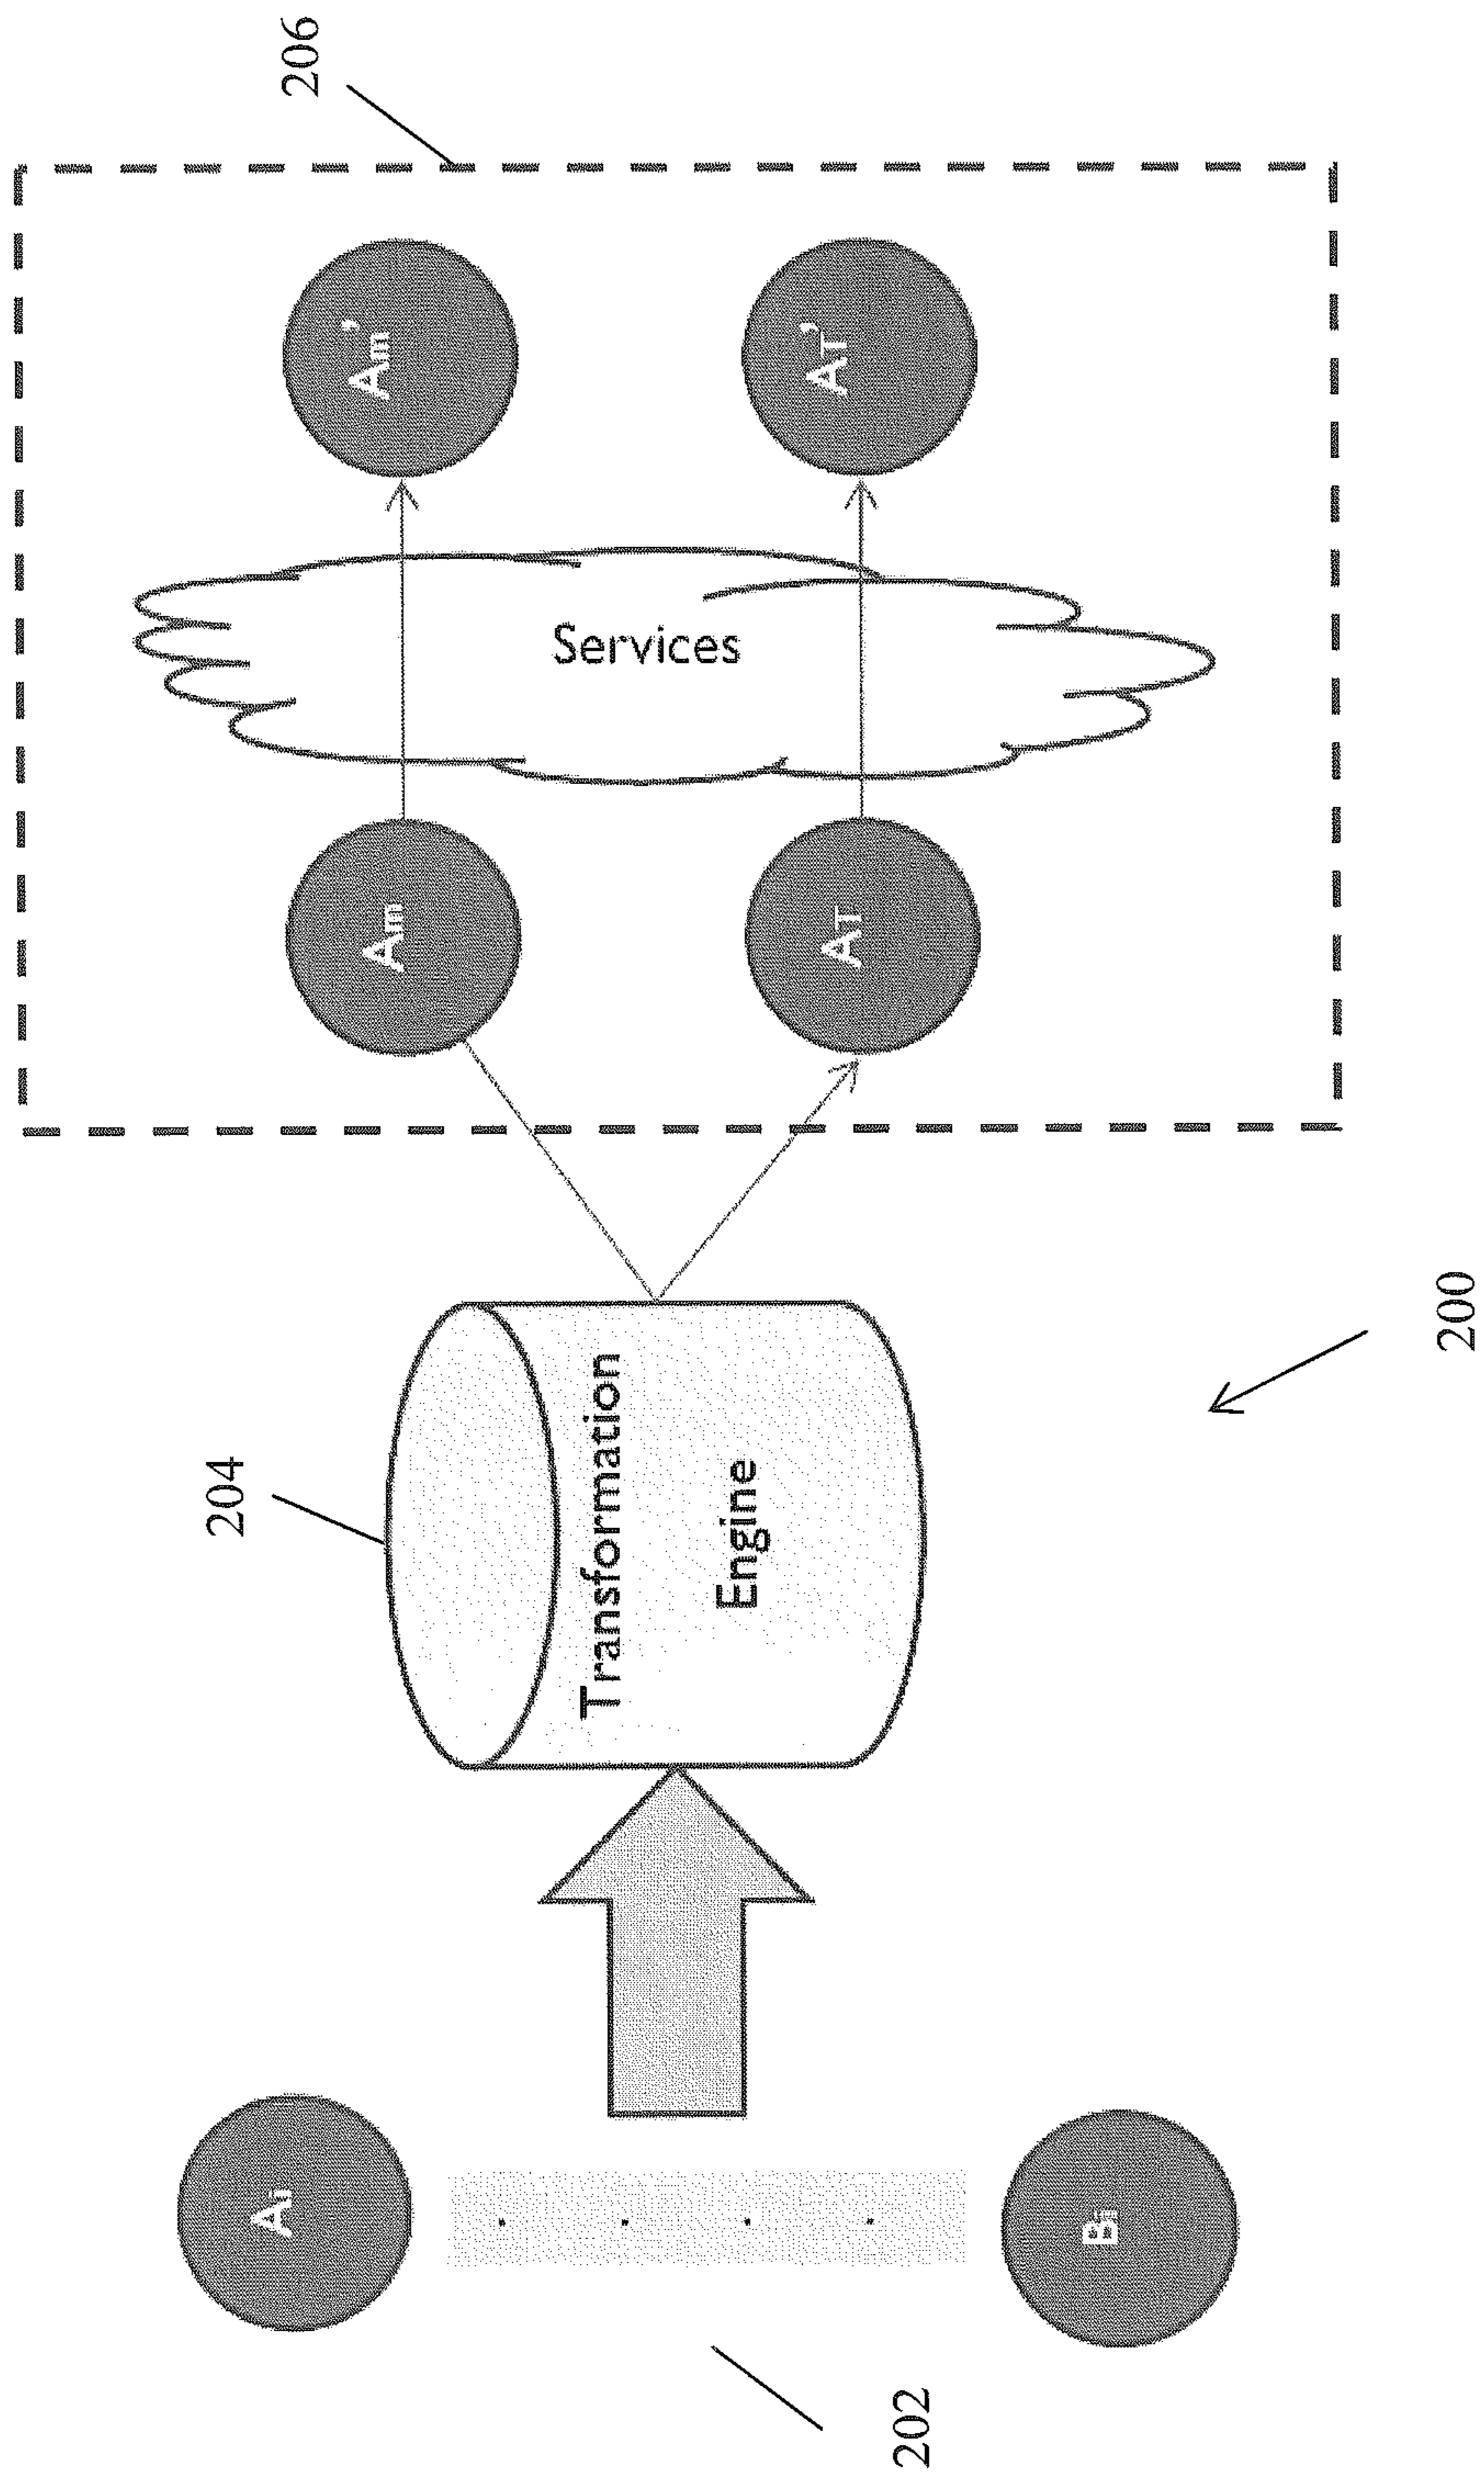 206
Am'
AT'
Services
Am
AT
200
204
Transformation
Engine
Ai
Bi
202